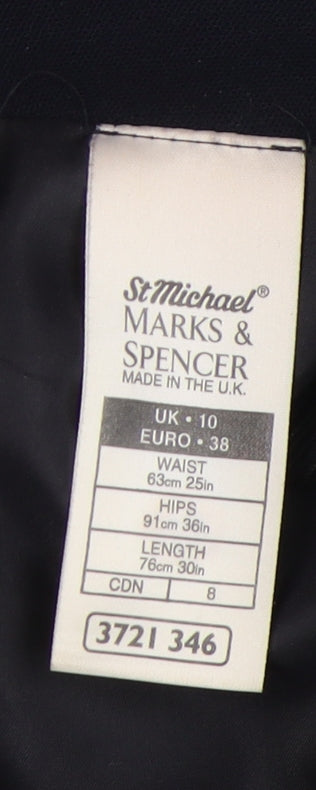 St Michael®
MARKS &
SPENCER
MADE IN THE U.K.
UK • 10
EURO • 38
WAIST
63cm 25in
HIPS
91cm 36in
LENGTH
76cm 30in
CDN 8
3721 346